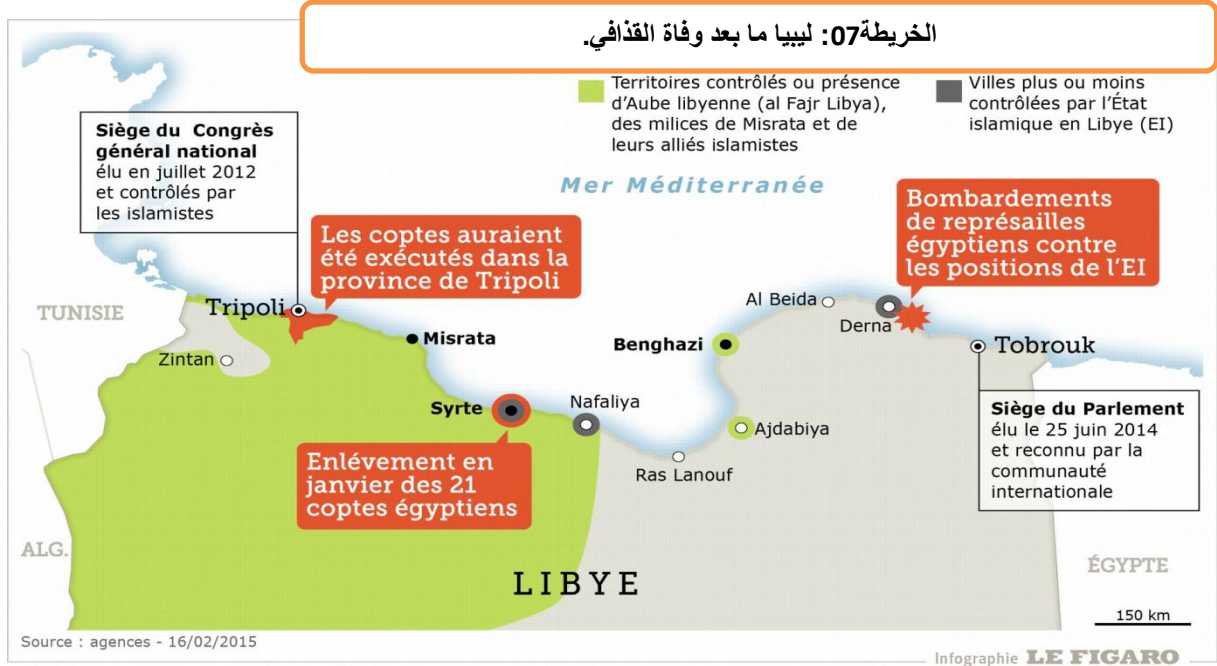 الخريطة07: ليبيا ما بعد وفاة القذافي.
Territoires contrôlés ou présence
d'Aube libyenne (al Fajr Libya),
des milices de Misrata et de
leurs alliés islamistes
Villes plus ou moins
contrôlées par l'État
islamique en Libye (EI)
Siège du Congrès
général national
élu en juillet 2012
et contrôlés par
les islamistes
Mer Méditerranée
Les coptes auraient
été exécutés dans la
province de Tripoli
Bombardements
de représailles
égyptiens contre
les positions de l'EI
TUNISIE
Tripoli
Misrata
Zintan
Al Beida
Derna
Benghazi
Tobrouk
Syrte
Nafaliya
Ajdabiya
Ras Lanouf
Enlévement en
janvier des 21
coptes égyptiens
Siège du Parlement
élu le 25 juin 2014
et reconnu par la
communauté
internationale
ALG.
LIBYE
ÉGYPTE
150 km
Source : agences - 16/02/2015
Infographie LE FIGARO